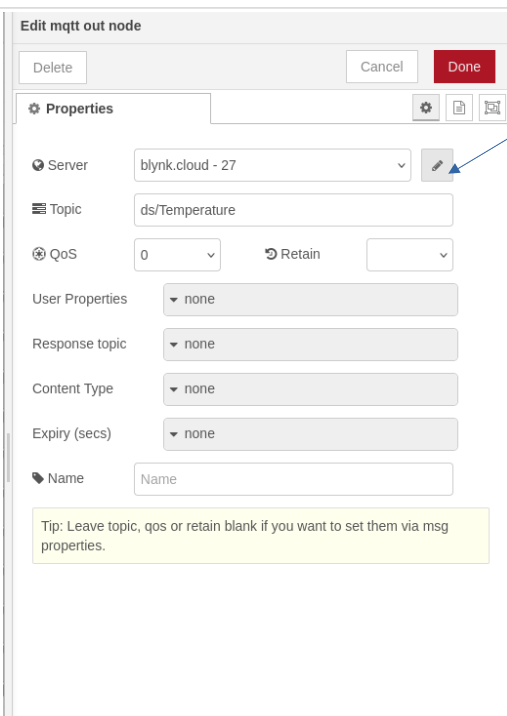 Edit mqtt out node
Delete Cancel Done
Properties
Server blynk.cloud - 27
Topic ds/Temperature
QoS 0 Retain
User Properties none
Response topic none
Content Type none
Expiry (secs) none
Name Name
Tip: Leave topic, qos or retain blank if you want to set them via msg
properties.